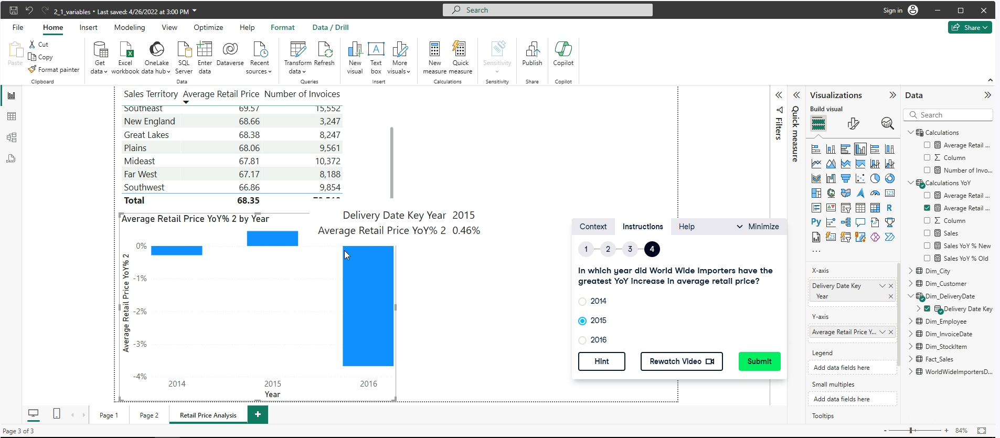 2_1_variables • Last saved: 4/26/2022 at 3:00 PM
Search
Sign in
File Home Insert Modeling View Optimize Help Format Data / Drill
Share
Paste
Cut
Copy
Format painter
Clipboard
Get data
Excel workbook
OneLake data hub
SQL Server
Enter data
Dataverse
Recent sources
Data
Transform data
Refresh
Queries
New visual
Text box
More visuals
Insert
New measure
Quick measure
Calculations
Sensitivity
Sensitivity
Publish
Share
Copilot
Copilot
Sales Territory Average Retail Price Number of Invoices
Southeast 69.57 15,552
New England 68.66 3,247
Great Lakes 68.38 8,247
Plains 68.06 9,561
Mideast 67.81 10,372
Far West 67.17 8,188
Southwest 66.86 9,854
Total 68.35
Average Retail Price YoY% 2 by Year
Delivery Date Key Year 2015
Average Retail Price YoY% 2 0.46%
Average Retail Price YoY% 2
0%
-1%
-2%
-3%
-4%
2014 2015 2016
Year
Context Instructions Help Minimize
1 2 3 4
In which year did World Wide Importers have the
greatest YoY increase in average retail price?
2014
2015
2016
Hint Rewatch Video Submit
Filters
Quick measure
Visualizations
Build visual
123
R
Py
123
...
X-axis
Delivery Date Key
Year
Y-axis
Average Retail Price Y...
Legend
Add data fields here
Small multiples
Add data fields here
Tooltips
Data
Search
Calculations
Average Retail ...
Column
Number of Invo...
Calculations YoY
Average Retail ...
Average Retail ...
Column
Sales
Sales YoY % New
Sales YoY % Old
Dim_City
Dim_Customer
Dim_DeliveryDate
Delivery Date Key
Dim_Employee
Dim_InvoiceDate
Dim_StockItem
Fact_Sales
WorldWideImportersD...
Page 1 Page 2 Retail Price Analysis +
Page 3 of 3
- + 84%